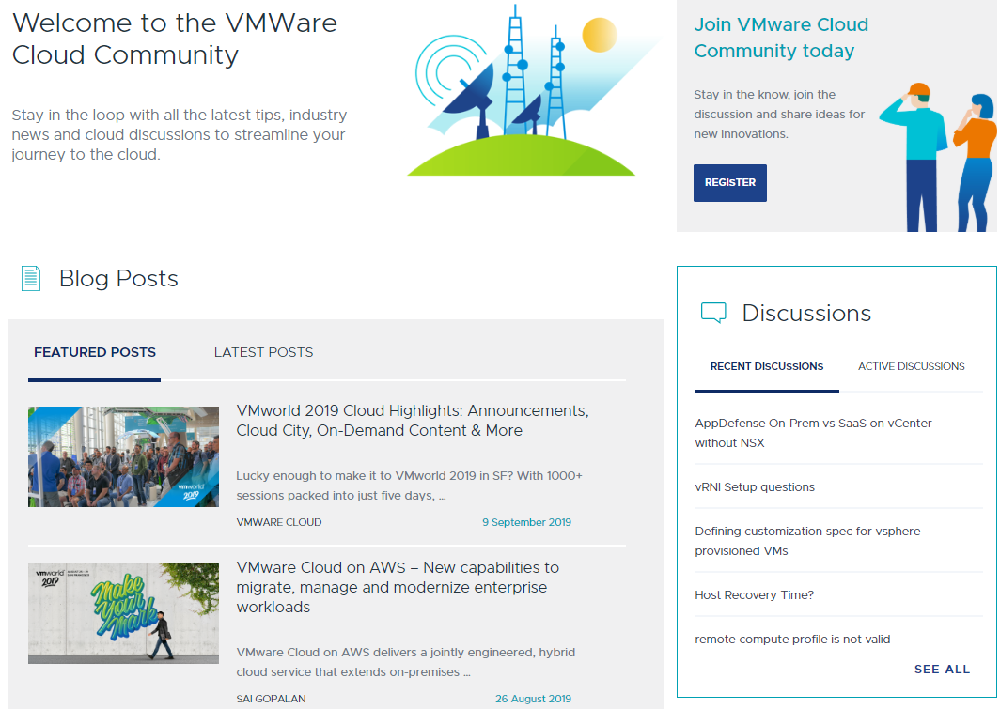 Welcome to the VMWare
Cloud Community
Stay in the loop with all the latest tips, industry
news and cloud discussions to streamline your
journey to the cloud.
Join VMware Cloud
Community today
Stay in the know, join the
discussion and share ideas for
new innovations.
REGISTER
Blog Posts
FEATURED POSTS
LATEST POSTS
vmworld
2019
VMworld 2019 Cloud Highlights: Announcements,
Cloud City, On-Demand Content & More
Lucky enough to make it to VMworld 2019 in SF? With 1000+
sessions packed into just five days, ...
VMWARE CLOUD
9 September 2019
vmworld
2019
Make
Your
Mark
VMware Cloud on AWS – New capabilities to
migrate, manage and modernize enterprise
workloads
VMware Cloud on AWS delivers a jointly engineered, hybrid
cloud service that extends on-premises ...
SAI GOPALAN
26 August 2019
Discussions
RECENT DISCUSSIONS
ACTIVE DISCUSSIONS
AppDefense On-Prem vs SaaS on vCenter
without NSX
vRNI Setup questions
Defining customization spec for vsphere
provisioned VMs
Host Recovery Time?
remote compute profile is not valid
SEE ALL